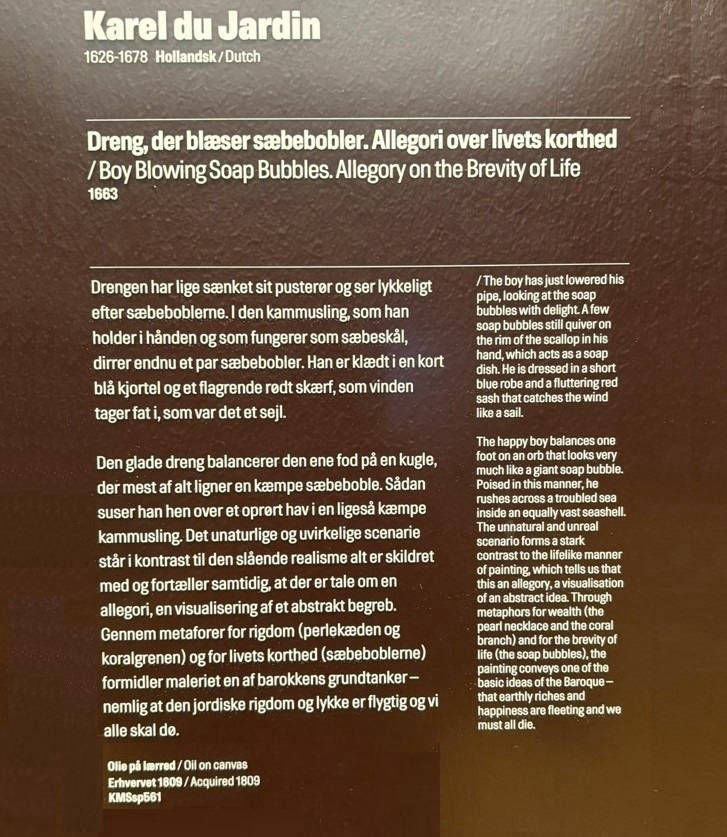 Karel du Jardin
1626-1678 Hollandsk / Dutch
Dreng, der blæser sæbebobler. Allegori over livets korthed
/ Boy Blowing Soap Bubbles. Allegory on the Brevity of Life
1663
Drengen har lige sænket sit pusterør og ser lykkeligt
efter sæbeboblerne. I den kammusling, som han
holder i hånden og som fungerer som sæbeskål,
dirrer endnu et par sæbebobler. Han er klædt i en kort
blå kjortel og et flagrende rødt skærf, som vinden
tager fat i, som var det et sejl.
Den glade dreng balancerer den ene fod på en kugle,
der mest af alt ligner en kæmpe sæbeboble. Sådan
suser han hen over et oprørt hav i en ligeså kæmpe
kammusling. Det unaturlige og uvirkelige scenarie
står i kontrast til den slående realisme alt er skildret
med og fortæller samtidig, at der er tale om en
allegori, en visualisering af et abstrakt begreb.
Gennem metaforer for rigdom (perlekæden og
koralgrenen) og for livets korthed (sæbeboblerne)
formidler maleriet en af barokkens grundtanker –
nemlig at den jordiske rigdom og lykke er flygtig og vi
alle skal dø.
/ The boy has just lowered his
pipe, looking at the soap
bubbles with delight. A few
soap bubbles still quiver on
the rim of the scallop in his
hand, which acts as a soap
dish. He is dressed in a short
blue robe and a fluttering red
sash that catches the wind
like a sail.
The happy boy balances one
foot on an orb that looks very
much like a giant soap bubble.
Poised in this manner, he
rushes across a troubled sea
inside an equally vast seashell.
The unnatural and unreal
scenario forms a stark
contrast to the lifelike manner
of painting, which tells us that
this an allegory, a visualisation
of an abstract idea. Through
metaphors for wealth (the
pearl necklace and the coral
branch) and for the brevity of
life (the soap bubbles), the
painting conveys one of the
basic ideas of the Baroque –
that earthly riches and
happiness are fleeting and we
must all die.
Olie på lærred / Oil on canvas
Erhvervet 1809 / Acquired 1809
KMSsp561